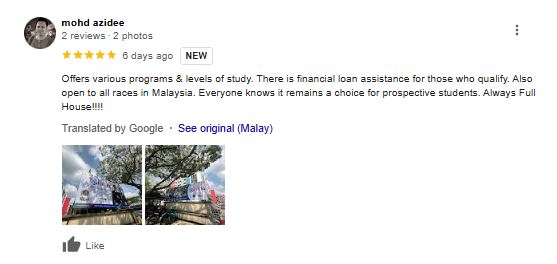 mohd azidee
2 reviews · 2 photos
6 days ago NEW
Offers various programs & levels of study. There is financial loan assistance for those who qualify. Also
open to all races in Malaysia. Everyone knows it remains a choice for prospective students. Always Full
House!!!!
Translated by Google · See original (Malay)
Like